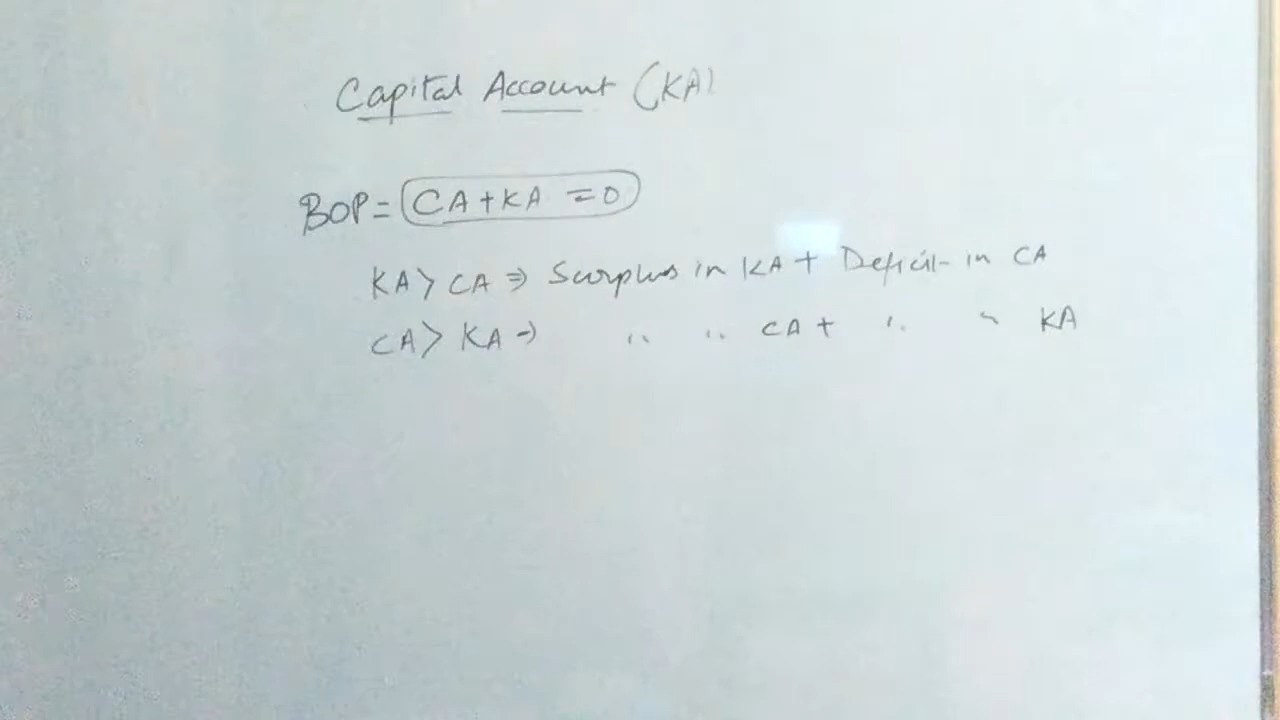 Capital Account (KA)
BOP = CA + KA = 0
KA > CA ⇒ Surplus in KA + Deficit in CA
CA > KA → " " CA + " " KA